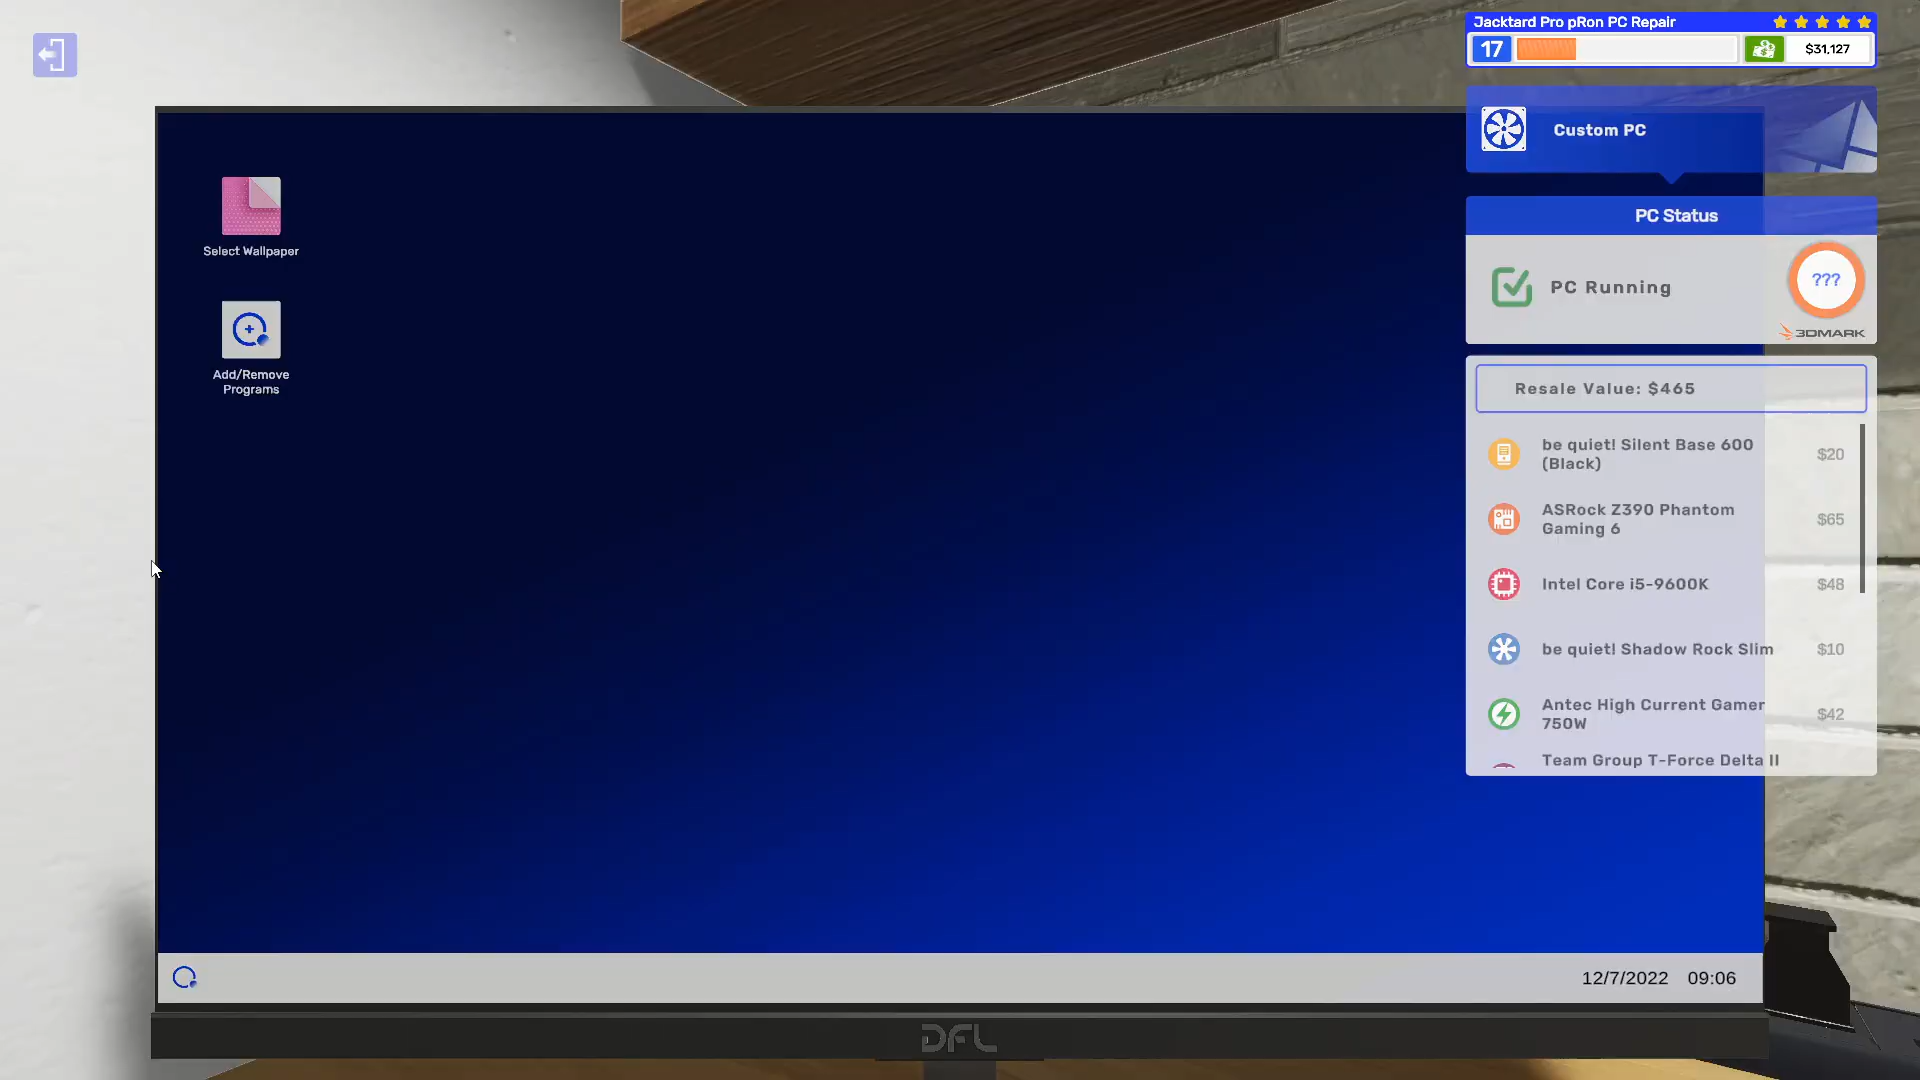 Jacktard Pro pRon PC Repair
17
$31,127
Custom PC
Select Wallpaper
PC Status
PC Running
???
3DMARK
Add/Remove
Programs
Resale Value: $465
be quiet! Silent Base 600
(Black)
$20
ASRock Z390 Phantom
Gaming 6
$65
Intel Core i5-9600K
$48
be quiet! Shadow Rock Slim
$10
Antec High Current Gamer
750W
$42
Team Group T-Force Delta II
12/7/2022 09:06
DFL